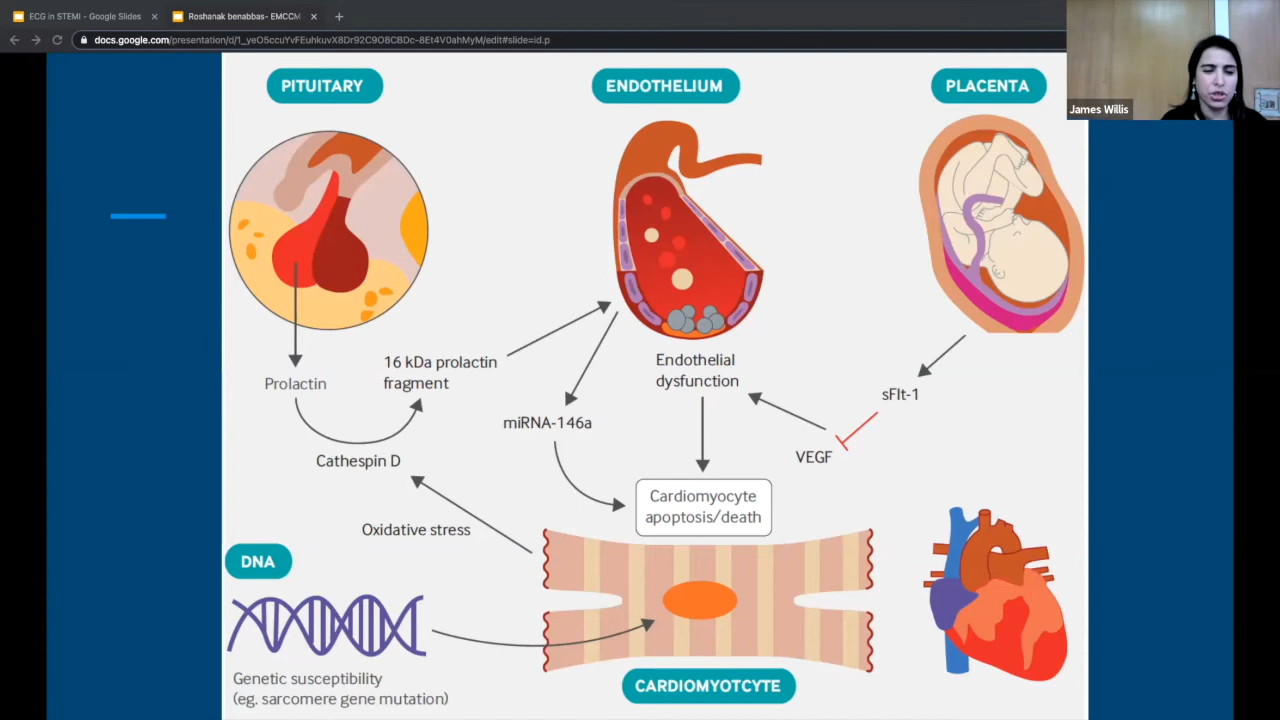 ECG in STEMI - Google Slides
Roshanak benabbas- EMCCM
docs.google.com/presentation/d/1_yeO5ccuYvFEuhkuvX8Dr92C9O8CBDc-8Et4V0ahMyM/edit#slide=id.p
James Willis
PITUITARY
ENDOTHELIUM
PLACENTA
16 kDa prolactin
fragment
Prolactin
Endothelial
dysfunction
sFlt-1
miRNA-146a
Cathespin D
VEGF
Cardiomyocyte
apoptosis/death
Oxidative stress
DNA
Genetic susceptibility
(eg. sarcomere gene mutation)
CARDIOMYOTCYTE